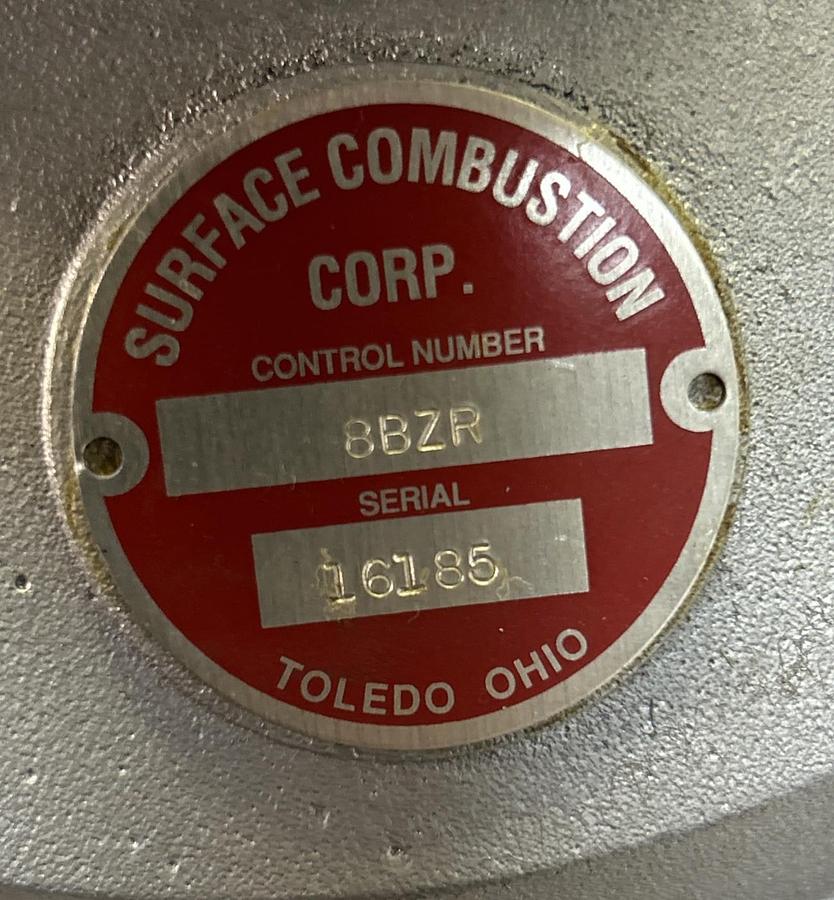 SURFACE COMBUSTION
CORP.
CONTROL NUMBER
8BZR
SERIAL
16185
TOLEDO OHIO